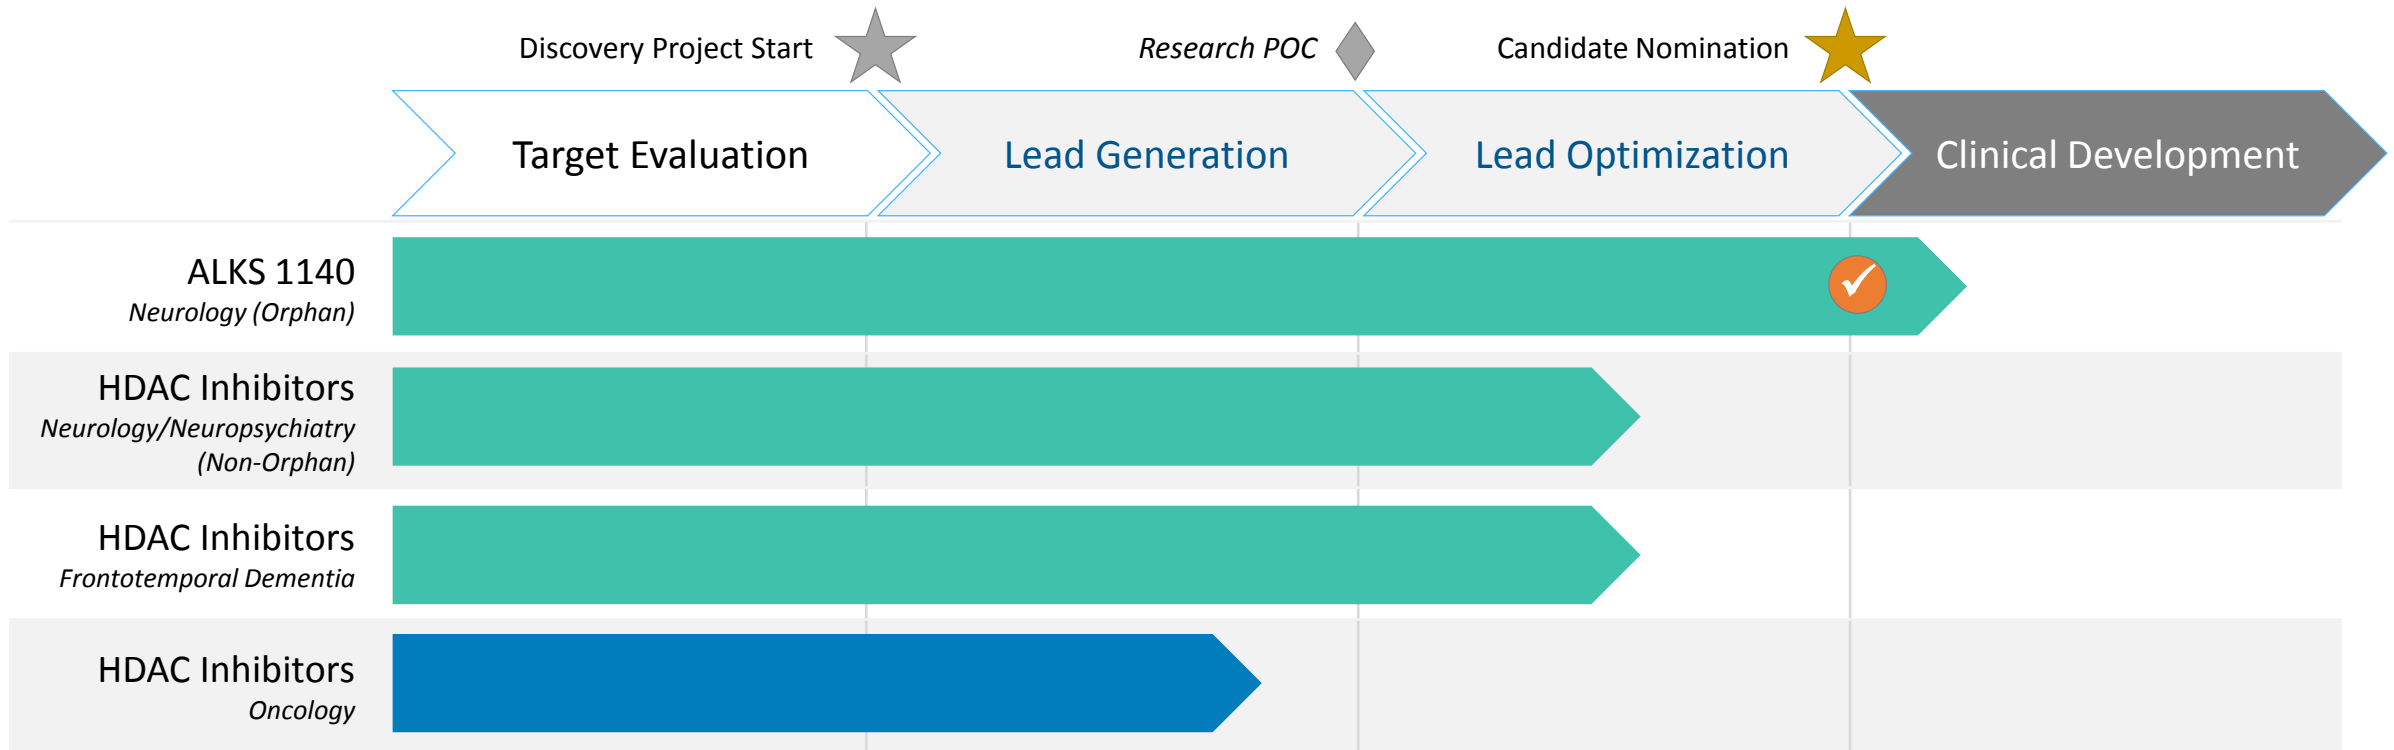 Discovery Project Start
Research POC
Candidate Nomination
Target Evaluation
Lead Generation
Lead Optimization
Clinical Development
ALKS 1140
Neurology (Orphan)
HDAC Inhibitors
Neurology/Neuropsychiatry
(Non-Orphan)
HDAC Inhibitors
Frontotemporal Dementia
HDAC Inhibitors
Oncology